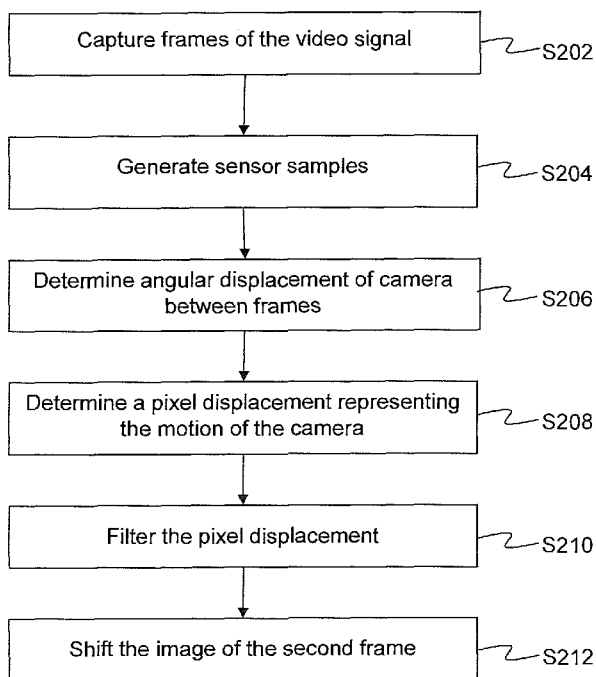 Capture frames of the video signal
S202
Generate sensor samples
S204
Determine angular displacement of camera
between frames
S206
Determine a pixel displacement representing
the motion of the camera
S208
Filter the pixel displacement
S210
Shift the image of the second frame
S212